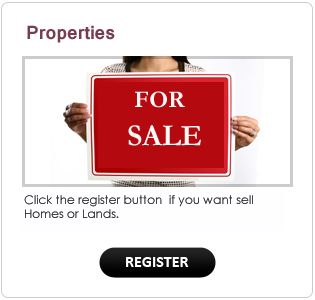 Properties
FOR
SALE
Click the register button  if you want sell
Homes or Lands.
REGISTER